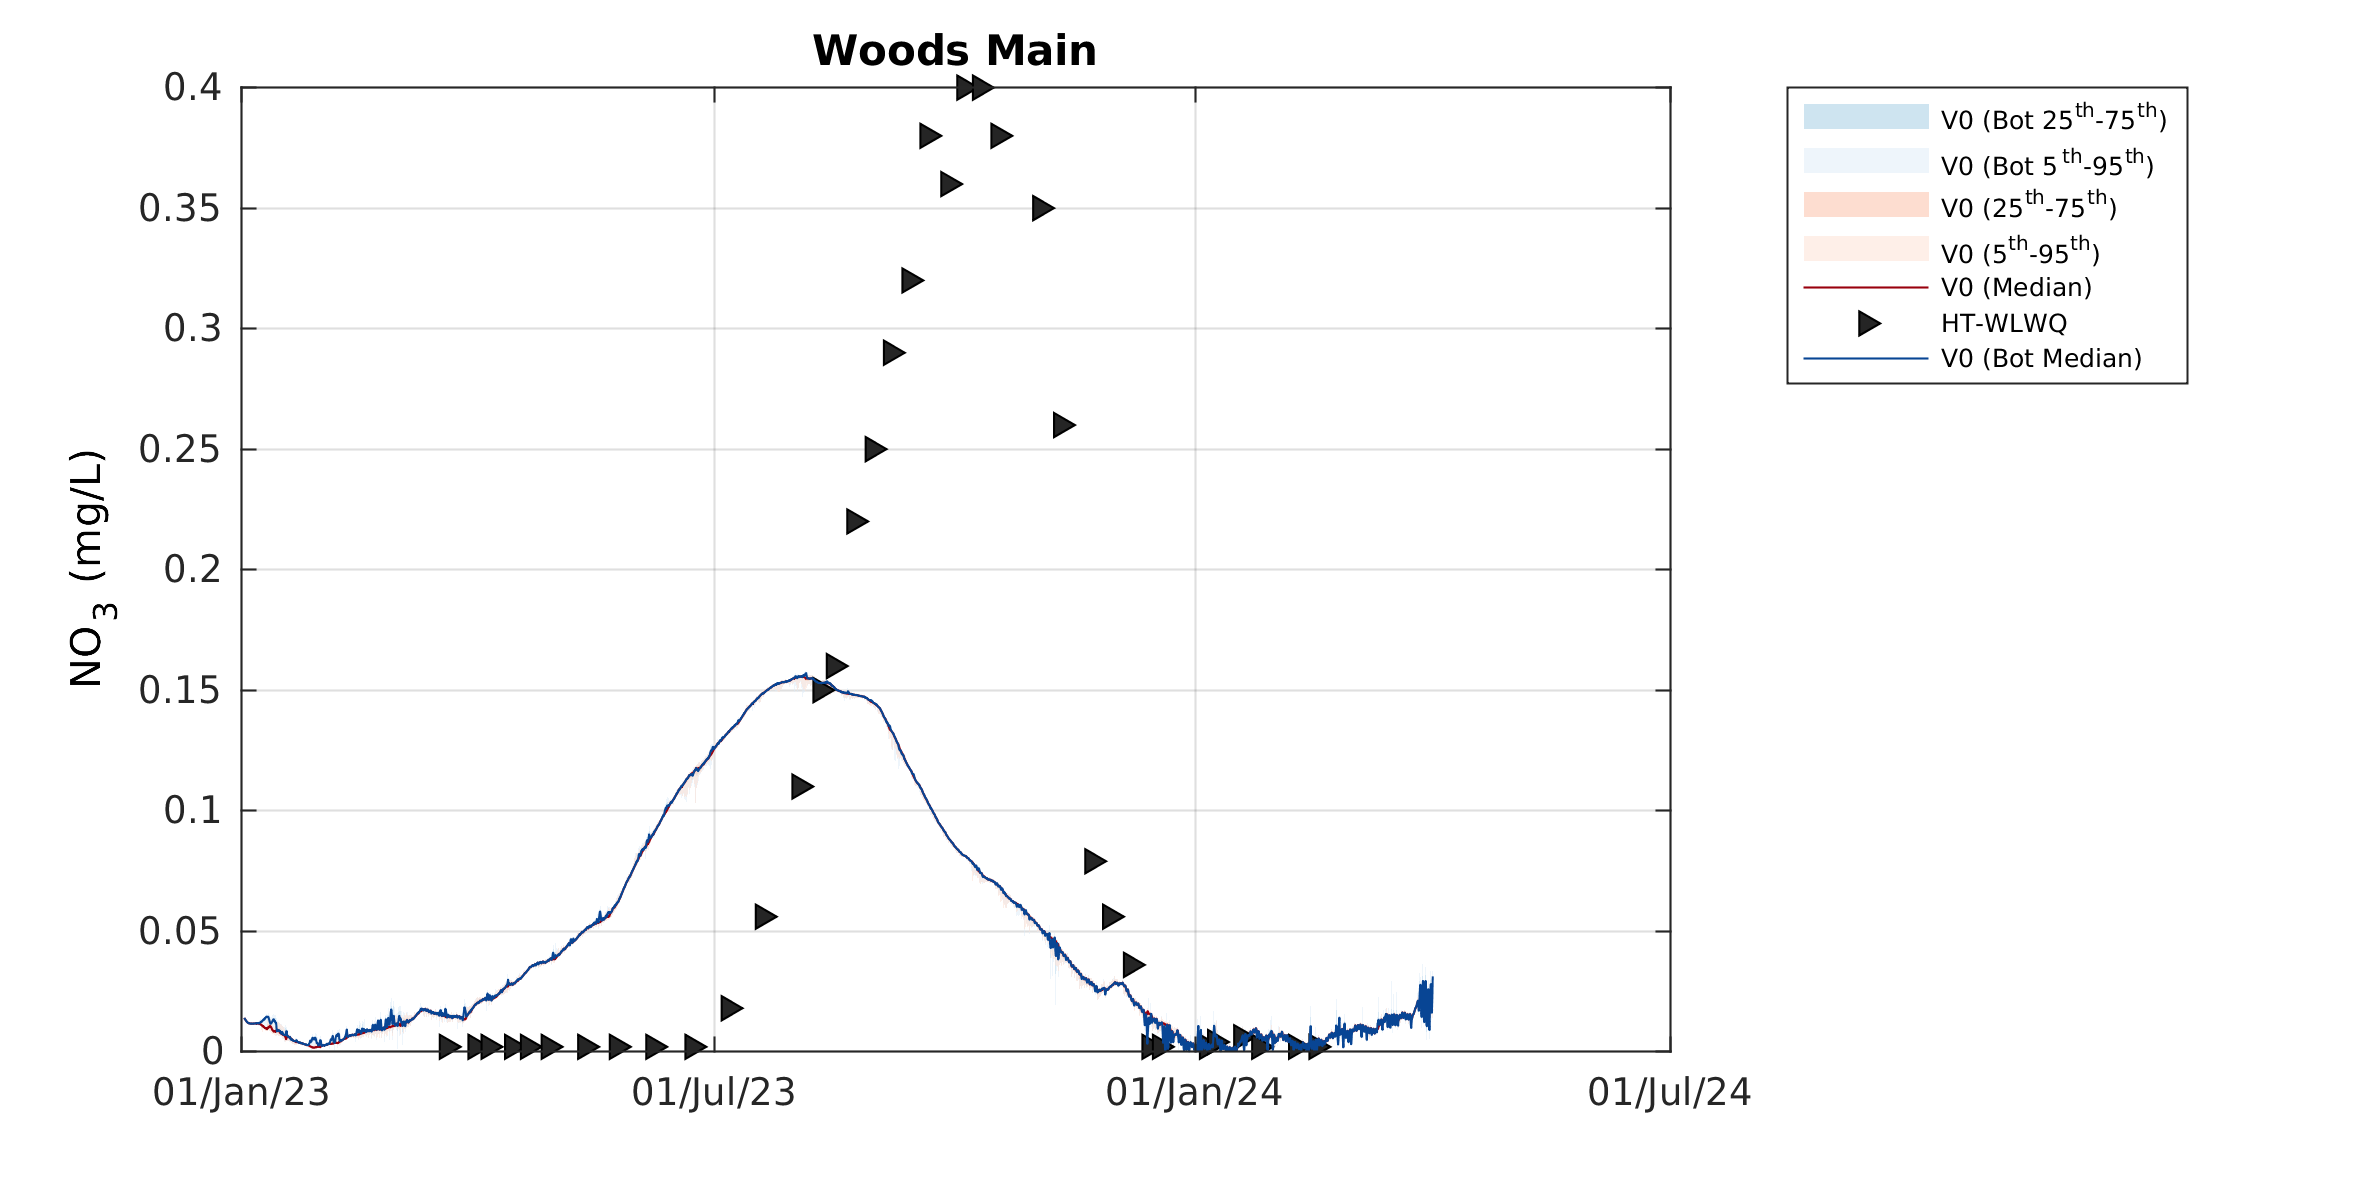 Woods Main
0.4
0.35
0.3
0.25
0.2
0.15
0.1
0.05
0
NO3 (mg/L)
01/Jan/23
01/Jul/23
01/Jan/24
01/Jul/24
V0 (Bot 25th-75th)
V0 (Bot 5th-95th)
V0 (25th-75th)
V0 (5th-95th)
V0 (Median)
HT-WLWQ
V0 (Bot Median)